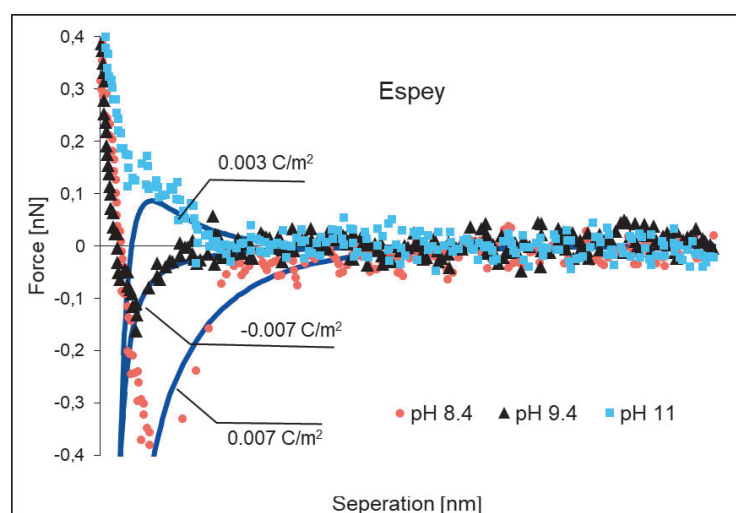 0,4
0,3
0,2
0,1
0
-0,1
-0,2
-0,3
-0,4
Force [nN]
Espey
0.003 C/m²
-0.007 C/m²
0.007 C/m²
pH 8.4 pH 9.4 pH 11
Seperation [nm]